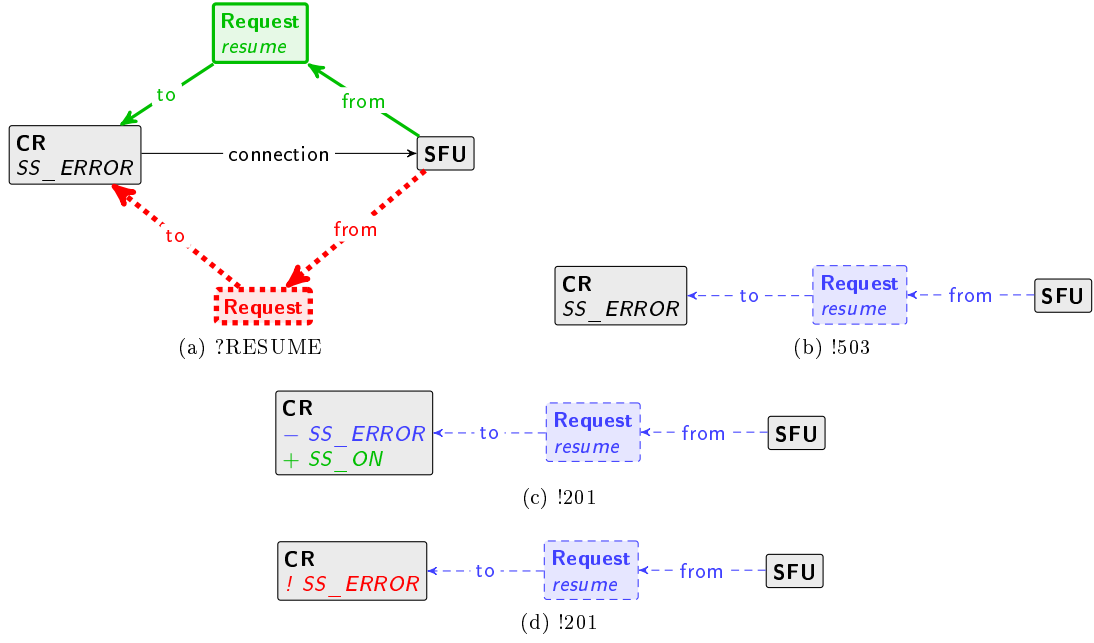 Request
resume
to
from
CR
SS_ERROR
connection
SFU
to
from
Request
(a) ?RESUME
CR
SS_ERROR
to
Request
resume
from
SFU
(b) !503
CR
− SS_ERROR
+ SS_ON
to
Request
resume
from
SFU
(c) !201
CR
! SS_ERROR
to
Request
resume
from
SFU
(d) !201